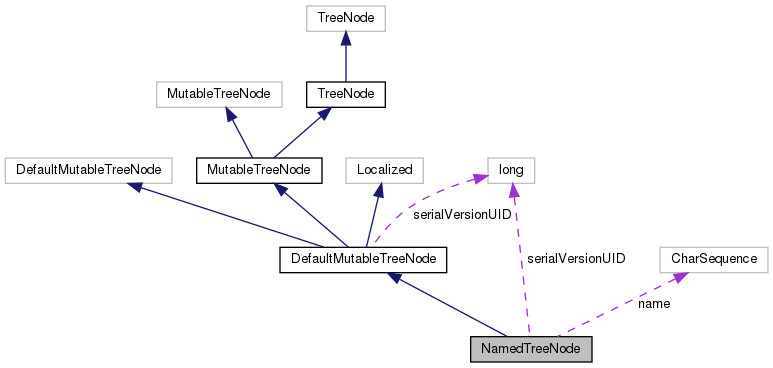 TreeNode
MutableTreeNode
TreeNode
DefaultMutableTreeNode
MutableTreeNode
Localized
long
serialVersionUID
DefaultMutableTreeNode
serialVersionUID
CharSequence
name
NamedTreeNode